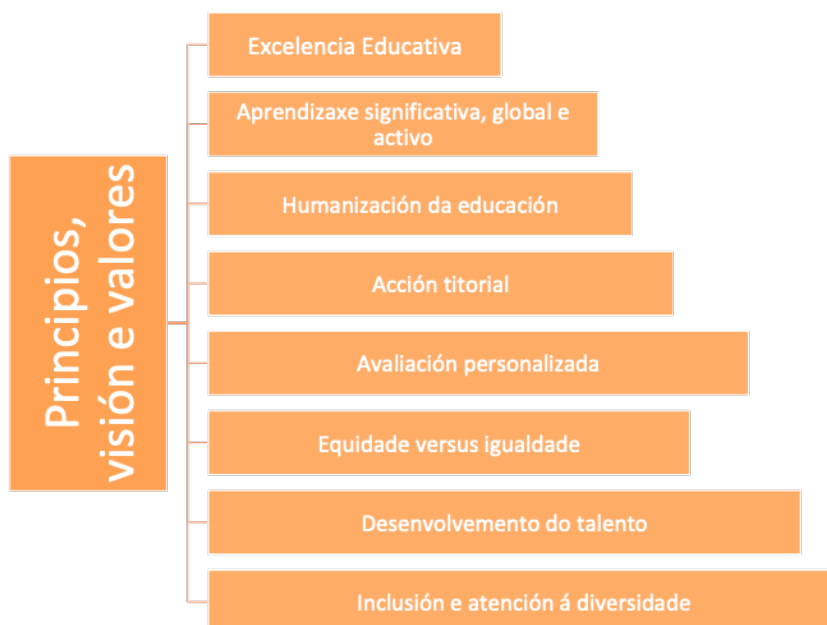 Principios,
visión e valores
Excelencia Educativa
Aprendizaxe significativa, global e
activo
Humanización da educación
Acción titorial
Avaliación personalizada
Equidade versus igualdade
Desenvolvemento do talento
Inclusión e atención á diversidade